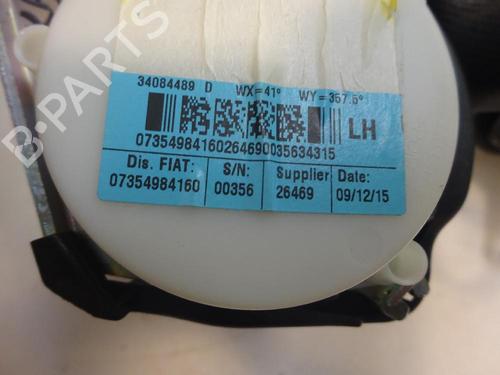 B-PARTS
34084489 D WX=41° WY=357.5°
LH
07354984160264690035634315
Dis. FIAT: S/N: Supplier Date:
07354984160 00356 26469 09/12/15